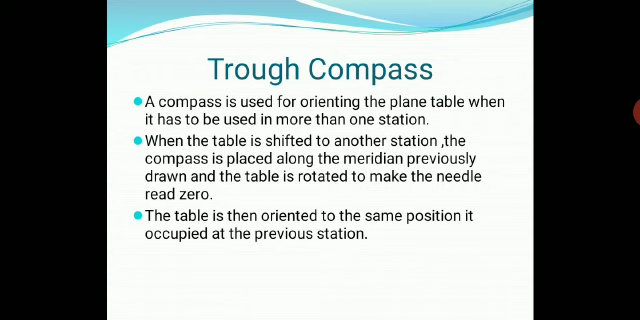 Trough Compass
A compass is used for orienting the plane table when
it has to be used in more than one station.
When the table is shifted to another station ,the
compass is placed along the meridian previously
drawn and the table is rotated to make the needle
read zero.
The table is then oriented to the same position it
occupied at the previous station.